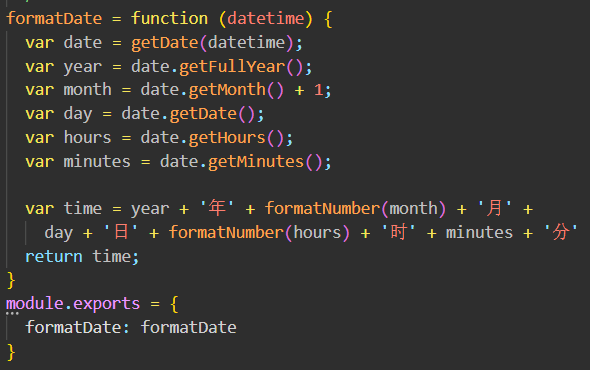 formatDate = function (datetime) {
  var date = getDate(datetime);
  var year = date.getFullYear();
  var month = date.getMonth() + 1;
  var day = date.getDate();
  var hours = date.getHours();
  var minutes = date.getMinutes();

  var time = year + '年' + formatNumber(month) + '月' +
    day + '日' + formatNumber(hours) + '时' + minutes + '分'
  return time;
}
module.exports = {
  formatDate: formatDate
}